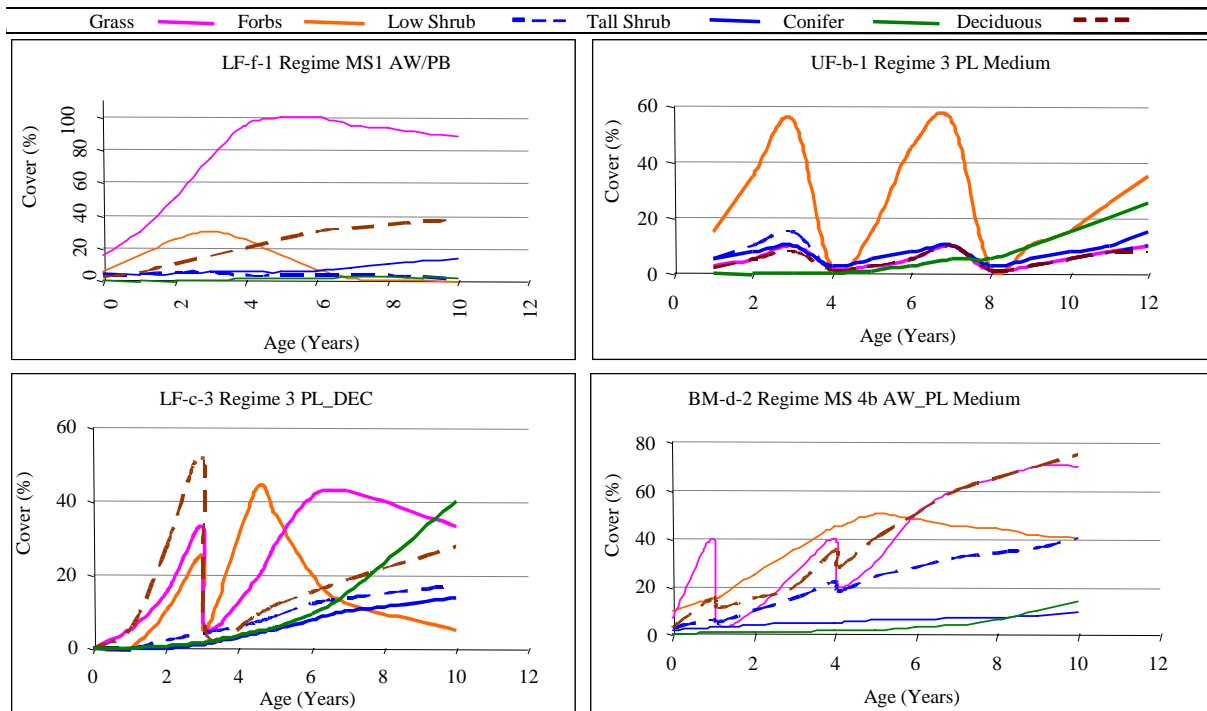 Grass Forbs Low Shrub Tall Shrub Conifer Deciduous
LF-f-1 Regime MS1 AW/PB
Cover (%)
100
80
60
40
20
0
0 2 4 6 8 10 12
Age (Years)
UF-b-1 Regime 3 PL Medium
Cover (%)
60
40
20
0
0 2 4 6 8 10 12
Age (Years)
LF-c-3 Regime 3 PL_DEC
Cover (%)
60
40
20
0
0 2 4 6 8 10 12
Age (Years)
BM-d-2 Regime MS 4b AW_PL Medium
Cover (%)
80
60
40
20
0
0 2 4 6 8 10 12
Age (Years)